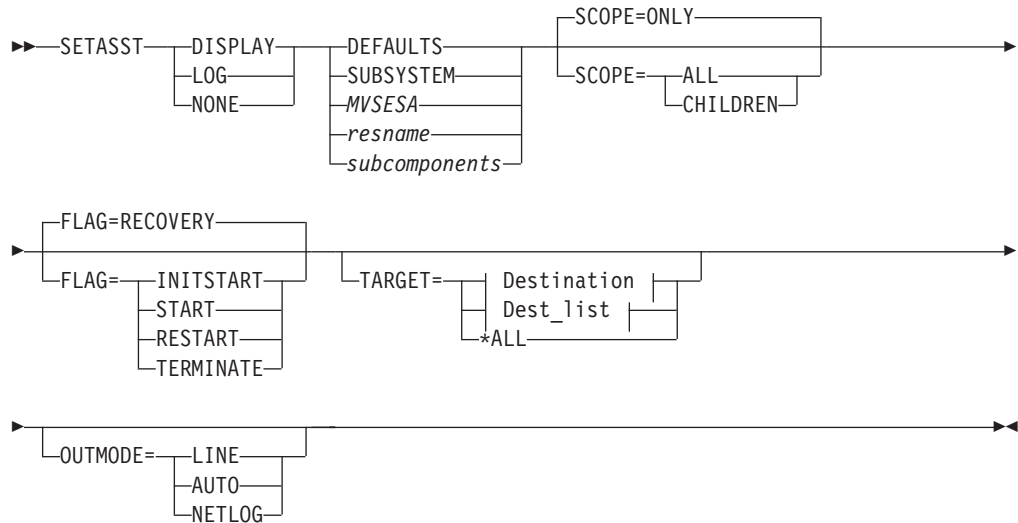 SCOPE=ONLY
SETASST DISPLAY DEFAULTS
LOG SUBSYSTEM SCOPE= ALL
NONE MVSESA CHILDREN
resname
subcomponents
FLAG=RECOVERY
FLAG= INITSTART TARGET= Destination
START Dest_list
RESTART *ALL
TERMINATE
OUTMODE= LINE
AUTO
NETLOG